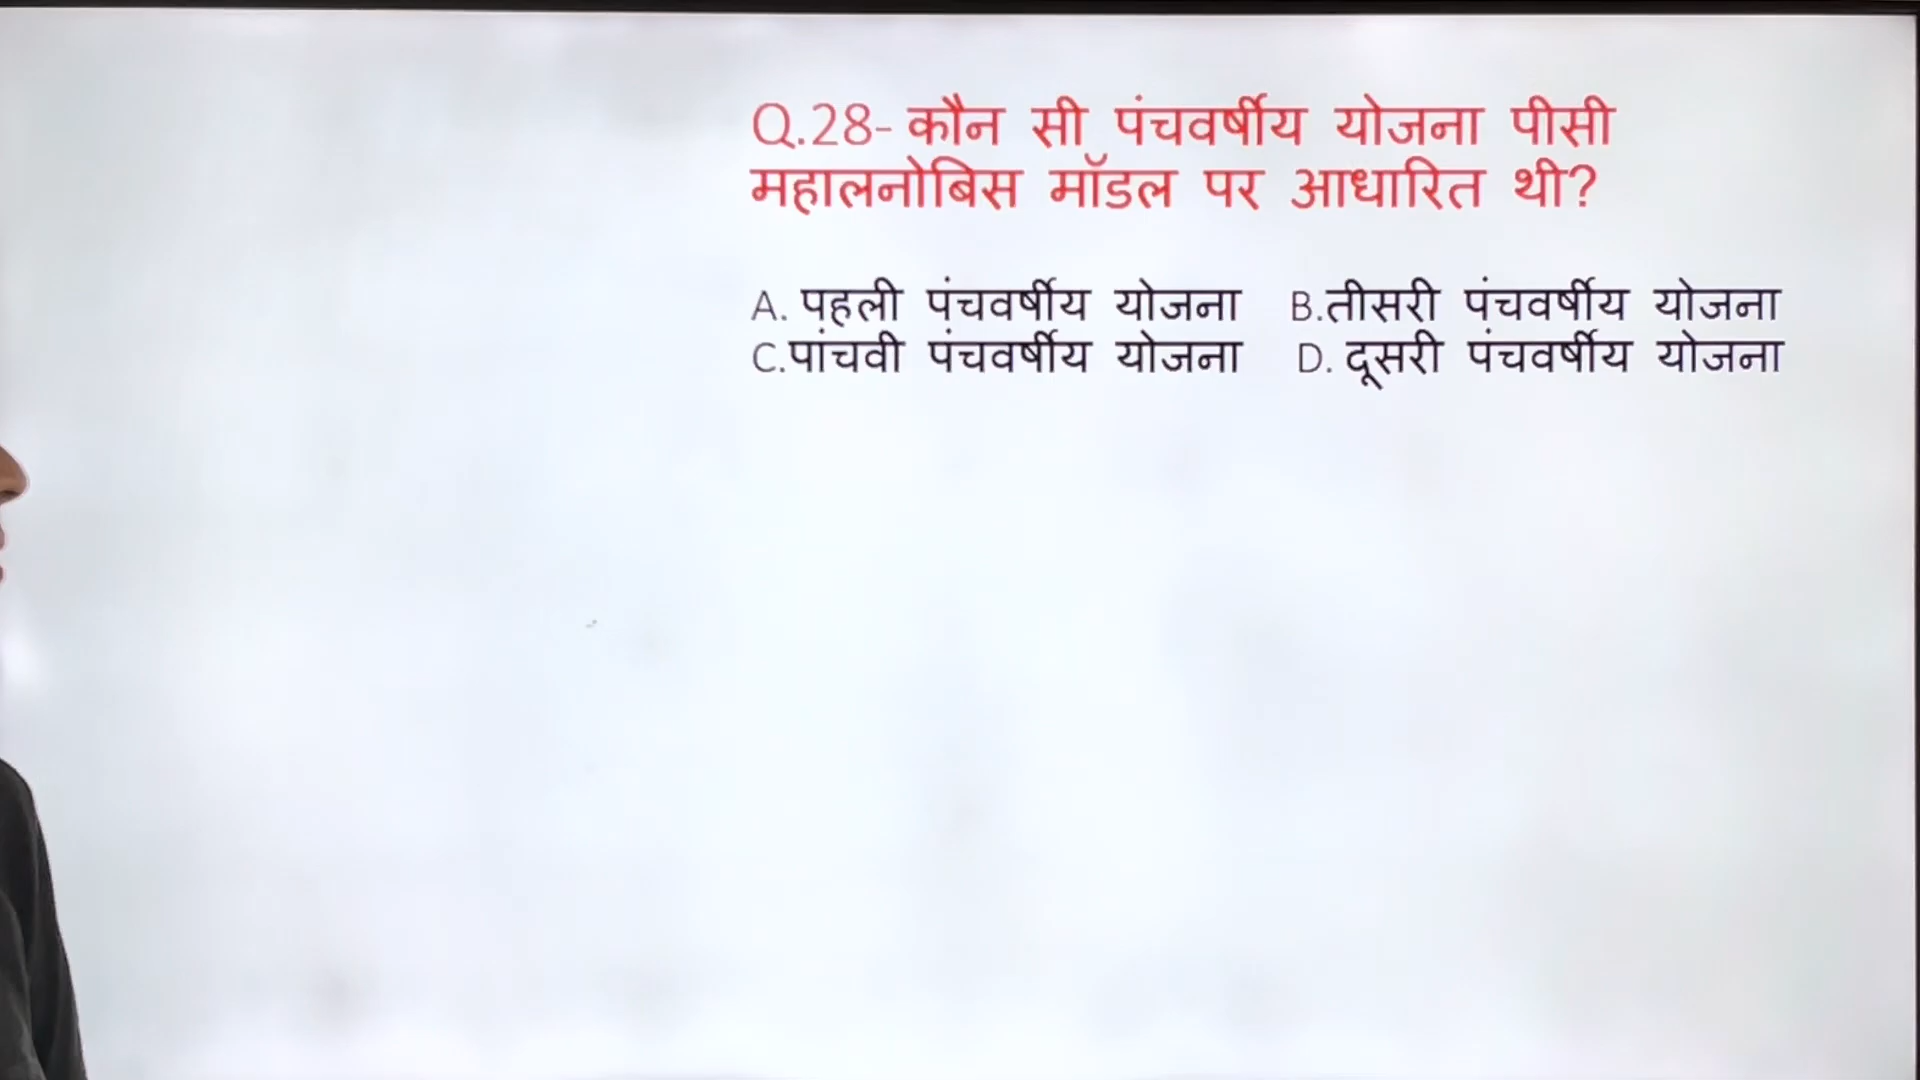 Q.28- कौन सी पंचवर्षीय योजना पीसी
महालनोबिस मॉडल पर आधारित थी?
A. पहली पंचवर्षीय योजना B.तीसरी पंचवर्षीय योजना
C.पांचवी पंचवर्षीय योजना D. दूसरी पंचवर्षीय योजना